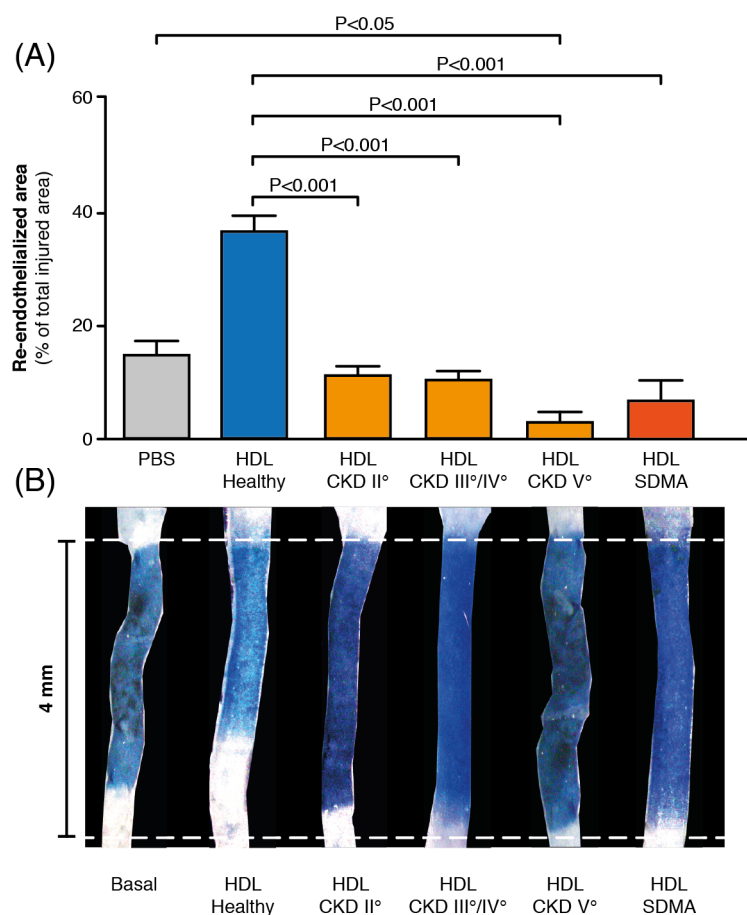 P<0.05
(A)
P<0.001
60
P<0.001
P<0.001
P<0.001
40
20
0
Re-endothelialized area
(% of total injured area)
PBS
HDL
Healthy
HDL
CKD II°
HDL
CKD III°/IV°
HDL
CKD V°
HDL
SDMA
(B)
4 mm
Basal
HDL
Healthy
HDL
CKD II°
HDL
CKD III°/IV°
HDL
CKD V°
HDL
SDMA